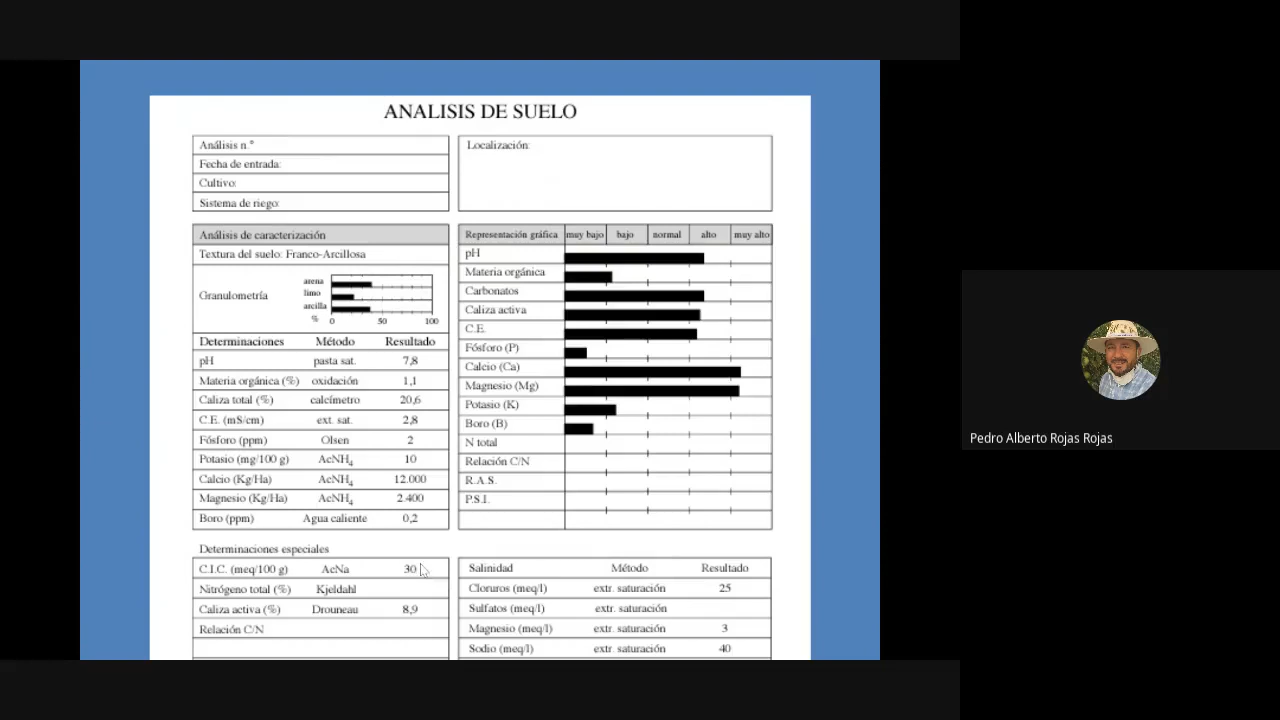 ANALISIS DE SUELO
Análisis n.°
Fecha de entrada:
Cultivo:
Sistema de riego:
Localización:
Análisis de caracterización
Textura del suelo: Franco-Arcillosa
Granulometría
arena
limo
arcilla
% 0 50 100
Determinaciones Método Resultado
pH pasta sat. 7,8
Materia orgánica (%) oxidación 1,1
Caliza total (%) calcímetro 20,6
C.E. (mS/cm) ext. sat. 2,8
Fósforo (ppm) Olsen 2
Potasio (mg/100 g) AcNH4 10
Calcio (Kg/Ha) AcNH4 12.000
Magnesio (Kg/Ha) AcNH4 2.400
Boro (ppm) Agua caliente 0,2
Representación gráfica muy bajo bajo normal alto muy alto
pH
Materia orgánica
Carbonatos
Caliza activa
C.E.
Fósforo (P)
Calcio (Ca)
Magnesio (Mg)
Potasio (K)
Boro (B)
N total
Relación C/N
R.A.S.
P.S.I.
Determinaciones especiales
C.I.C. (meq/100 g) AcNa 30
Nitrógeno total (%) Kjeldahl
Caliza activa (%) Drouneau 8,9
Relación C/N
Salinidad Método Resultado
Cloruros (meq/l) extr. saturación 25
Sulfatos (meq/l) extr. saturación
Magnesio (meq/l) extr. saturación 3
Sodio (meq/l) extr. saturación 40
Pedro Alberto Rojas Rojas